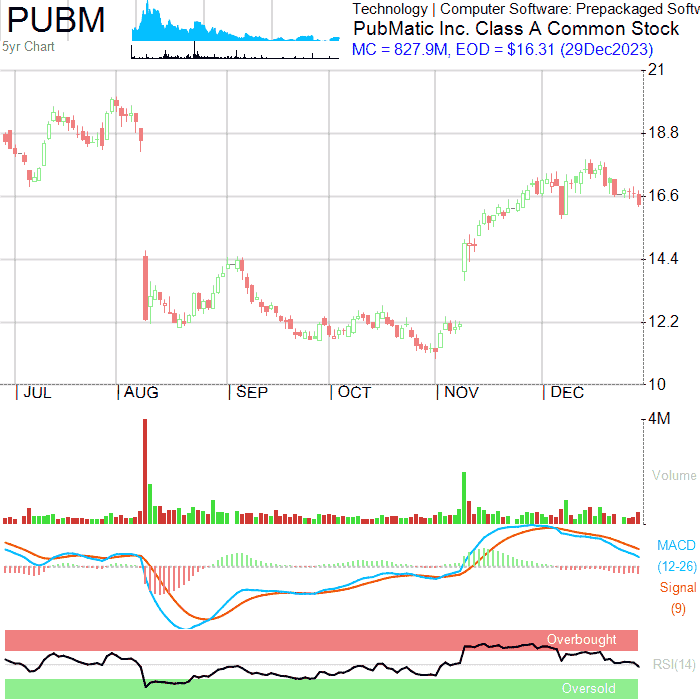 PUBM
5yr Chart
Technology | Computer Software: Prepackaged Softw
PubMatic Inc. Class A Common Stock
MC = 827.9M, EOD = $16.31 (29Dec2023)
21
18.8
16.6
14.4
12.2
10
JUL AUG SEP OCT NOV DEC
4M
Volume
MACD
(12-26)
Signal
(9)
Overbought
RSI(14)
Oversold